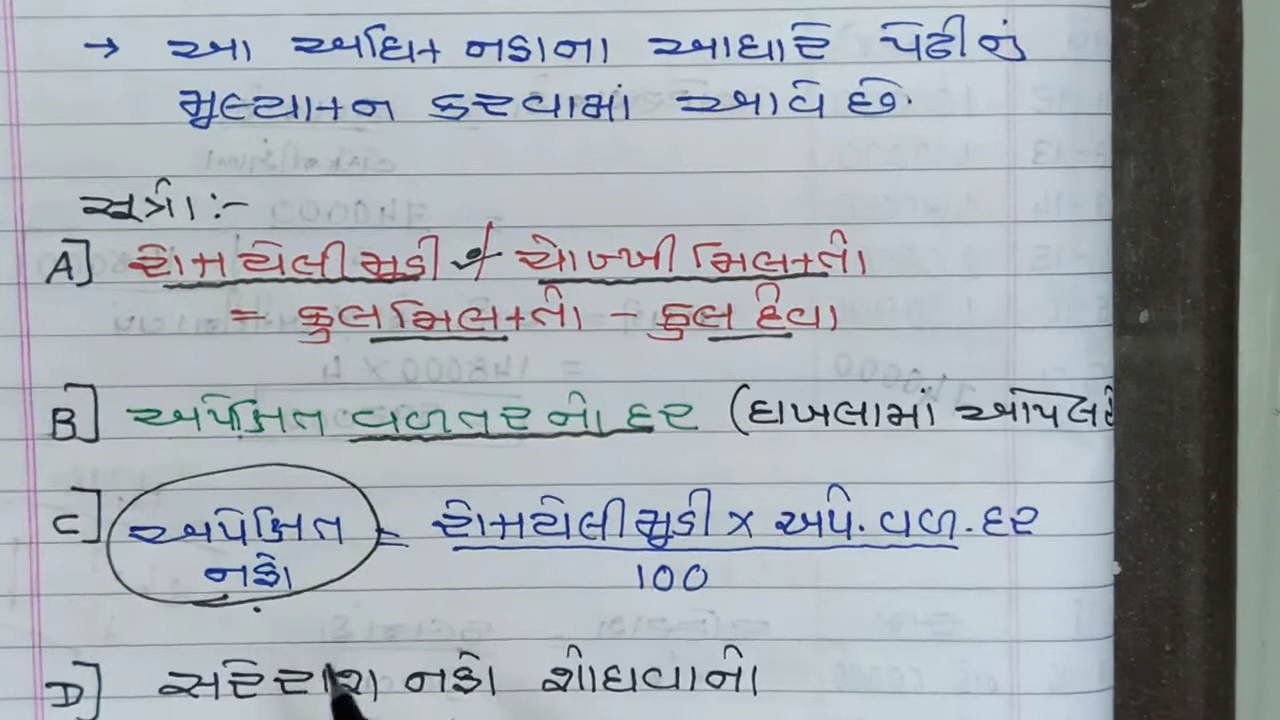 → આ અધિક નફાના આધારે પેઢીનું
મૂલ્યાંકન કરવામાં આવે છે.
સૂત્રો :-
A] રોકાયેલી મૂડી / ચોખ્ખી મિલકતો
= કુલ મિલકતો - કુલ દેવા
B] અપેક્ષિત વળતરનો દર (દાખલામાં આપેલ
C] અપેક્ષિત = રોકાયેલી મૂડી × અપે. વળ. દર
નફો 100
D] સરેરાશ નફો શોધવાનો